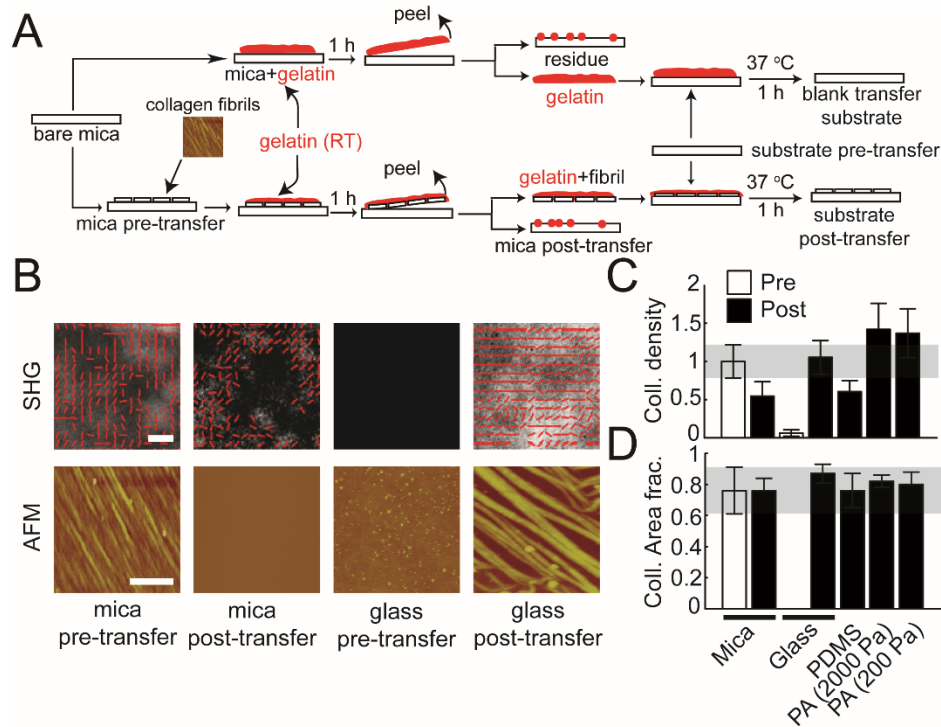 A
bare mica
mica+gelatin
1 h
peel
residue
gelatin
37 °C
1 h
blank transfer
substrate
collagen fibrils
gelatin (RT)
substrate pre-transfer
mica pre-transfer
1 h
peel
gelatin+fibril
mica post-transfer
37 °C
1 h
substrate
post-transfer
B
SHG
AFM
mica
pre-transfer
mica
post-transfer
glass
pre-transfer
glass
post-transfer
C
Pre
Post
Coll. density
2
1.5
1
0.5
0
D
Coll. Area frac.
1
0.8
0.6
0.4
0.2
0
Mica
Glass
PDMS
PA (2000 Pa)
PA (200 Pa)